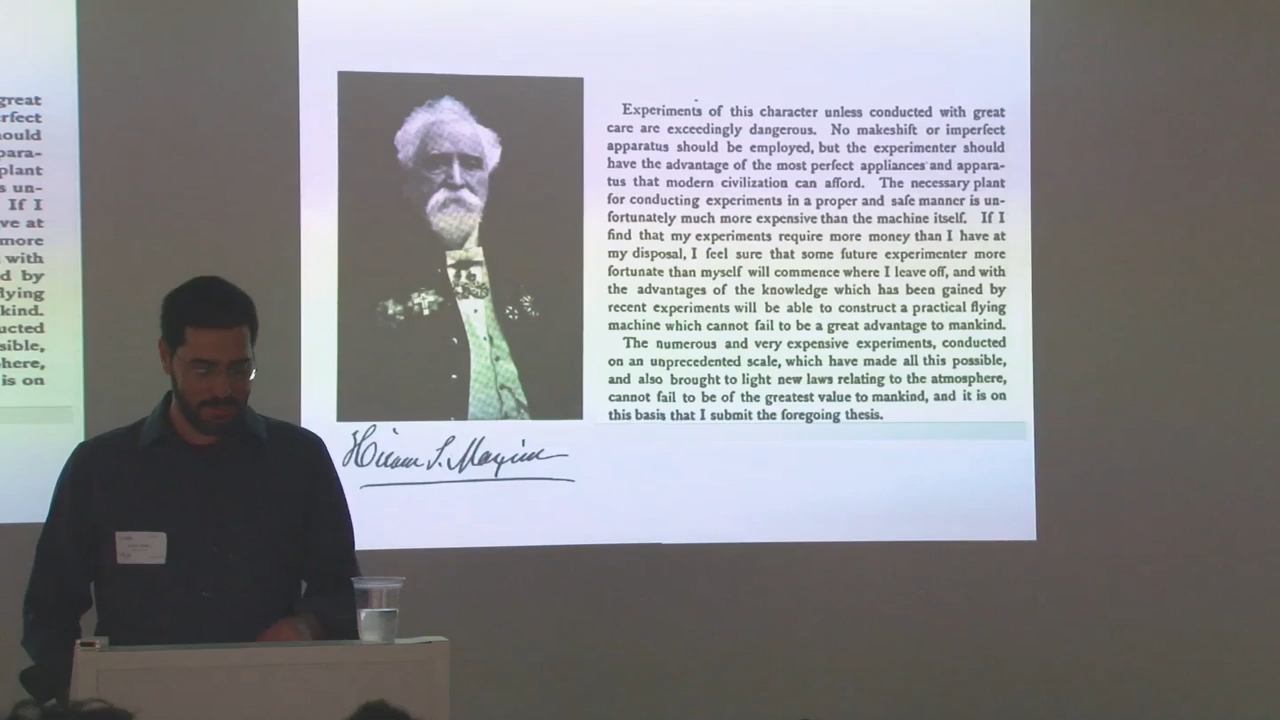 great
rfect
ould
para-
plant
s un-
If I
ve at
more
with
d by
lying
kind.
ucted
sible,
here,
is on
Experiments of this character unless conducted with great
care are exceedingly dangerous. No makeshift or imperfect
apparatus should be employed, but the experimenter should
have the advantage of the most perfect appliances and appara-
tus that modern civilization can afford. The necessary plant
for conducting experiments in a proper and safe manner is un-
fortunately much more expensive than the machine itself. If I
find that my experiments require more money than I have at
my disposal, I feel sure that some future experimenter more
fortunate than myself will commence where I leave off, and with
the advantages of the knowledge which has been gained by
recent experiments will be able to construct a practical flying
machine which cannot fail to be a great advantage to mankind.
The numerous and very expensive experiments, conducted
on an unprecedented scale, which have made all this possible,
and also brought to light new laws relating to the atmosphere,
cannot fail to be of the greatest value to mankind, and it is on
this basis that I submit the foregoing thesis.
Hiram S. Maxim